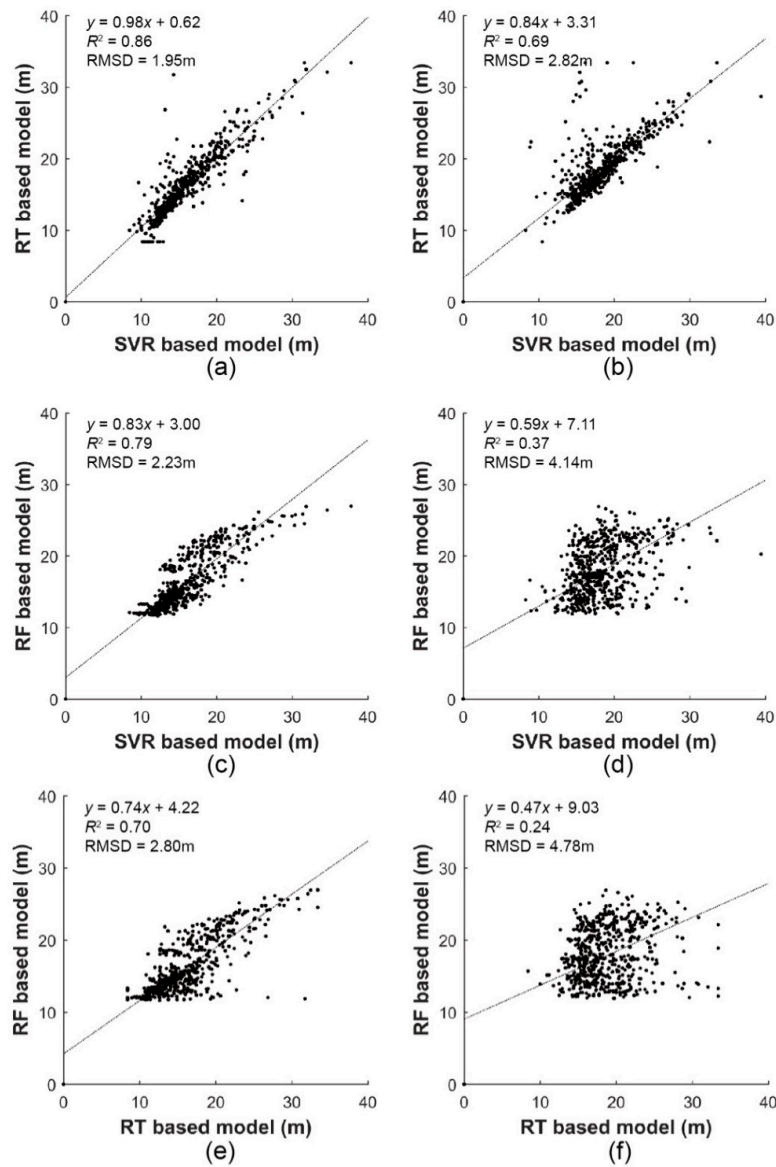 y = 0.98x + 0.62
R² = 0.86
RMSD = 1.95m
40
30
20
10
0
RT based model (m)
0 10 20 30 40
SVR based model (m)
(a)
y = 0.84x + 3.31
R² = 0.69
RMSD = 2.82m
40
30
20
10
0
RT based model (m)
0 10 20 30 40
SVR based model (m)
(b)
y = 0.83x + 3.00
R² = 0.79
RMSD = 2.23m
40
30
20
10
0
RF based model (m)
0 10 20 30 40
SVR based model (m)
(c)
y = 0.59x + 7.11
R² = 0.37
RMSD = 4.14m
40
30
20
10
0
RF based model (m)
0 10 20 30 40
SVR based model (m)
(d)
y = 0.74x + 4.22
R² = 0.70
RMSD = 2.80m
40
30
20
10
0
RF based model (m)
0 10 20 30 40
RT based model (m)
(e)
y = 0.47x + 9.03
R² = 0.24
RMSD = 4.78m
40
30
20
10
0
RF based model (m)
0 10 20 30 40
RT based model (m)
(f)